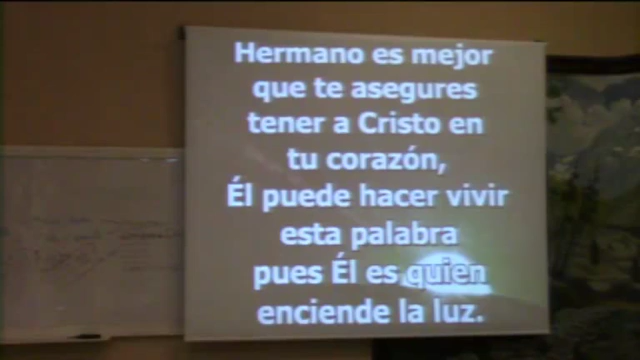 Hermano es mejor
que te asegures
tener a Cristo en
tu corazón,
Él puede hacer vivir
esta palabra
pues Él es quien
enciende la luz.